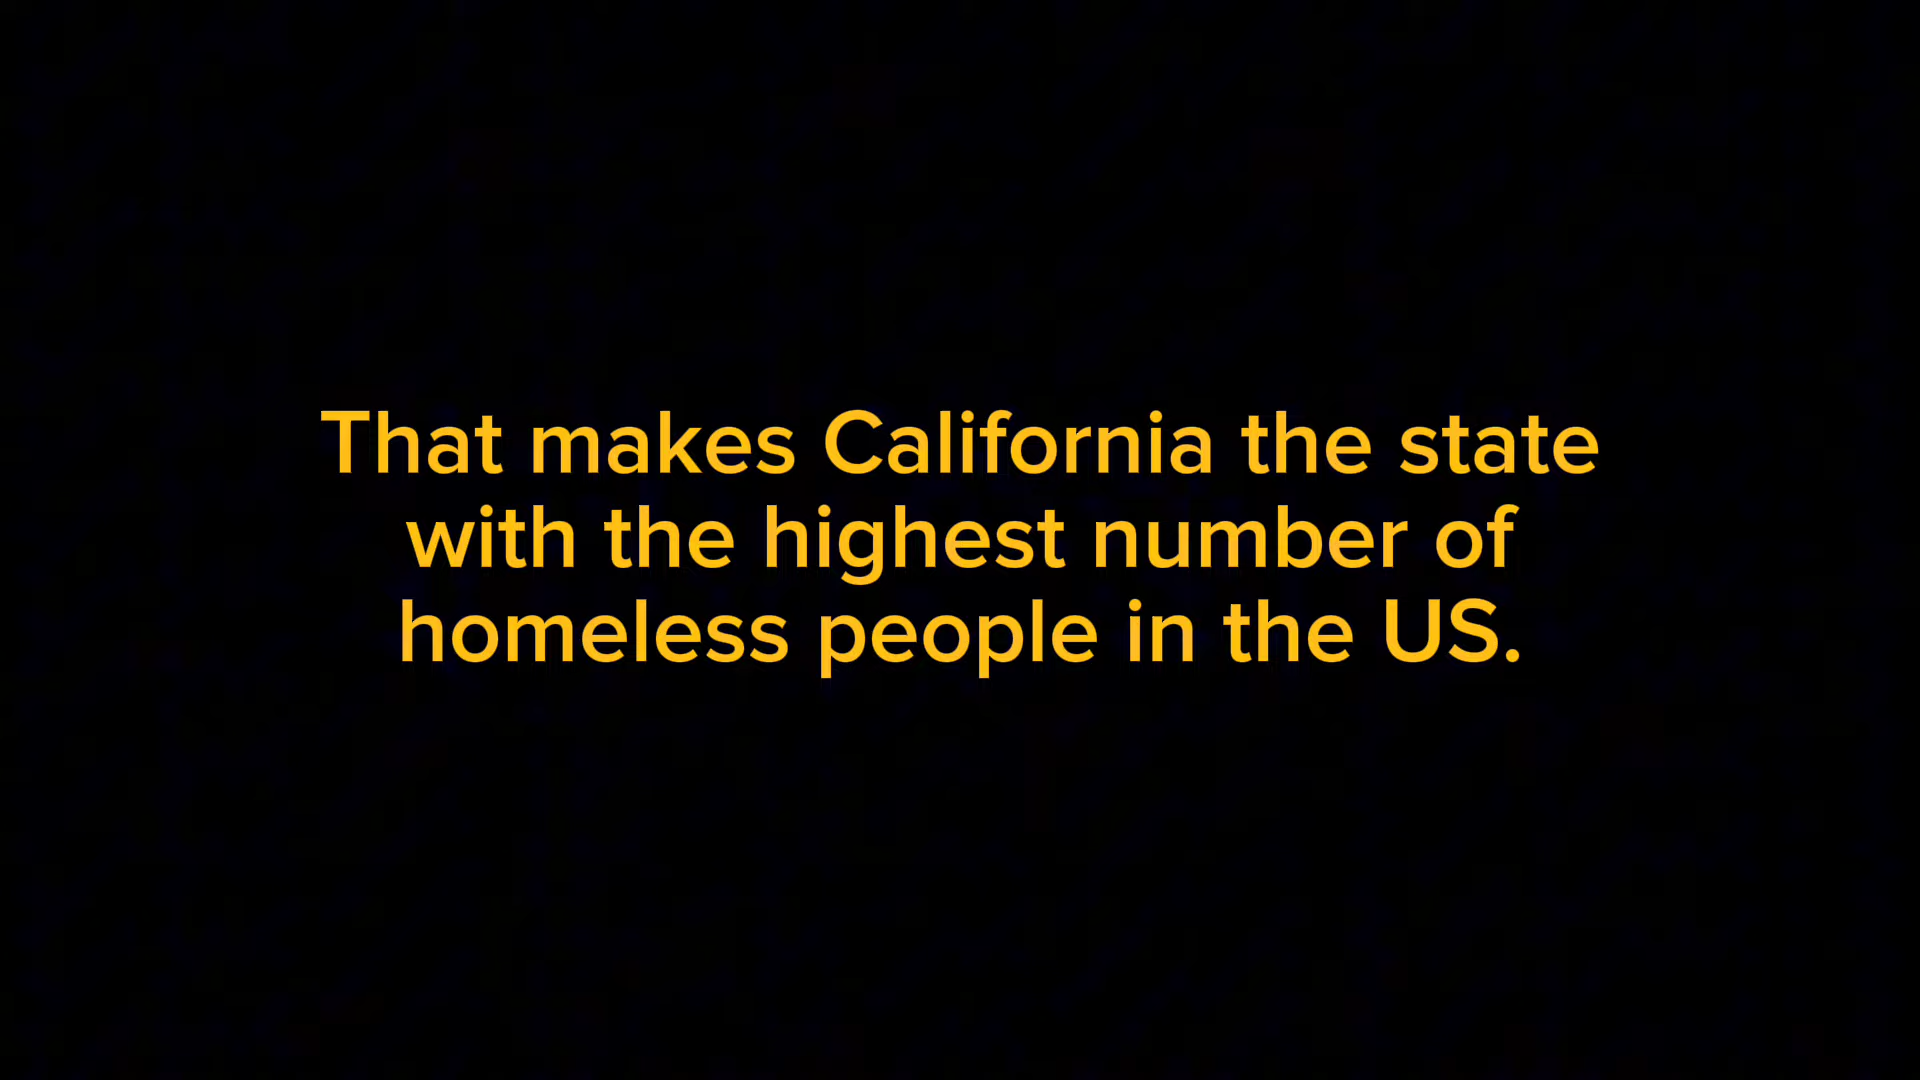 That makes California the state
with the highest number of
homeless people in the US.